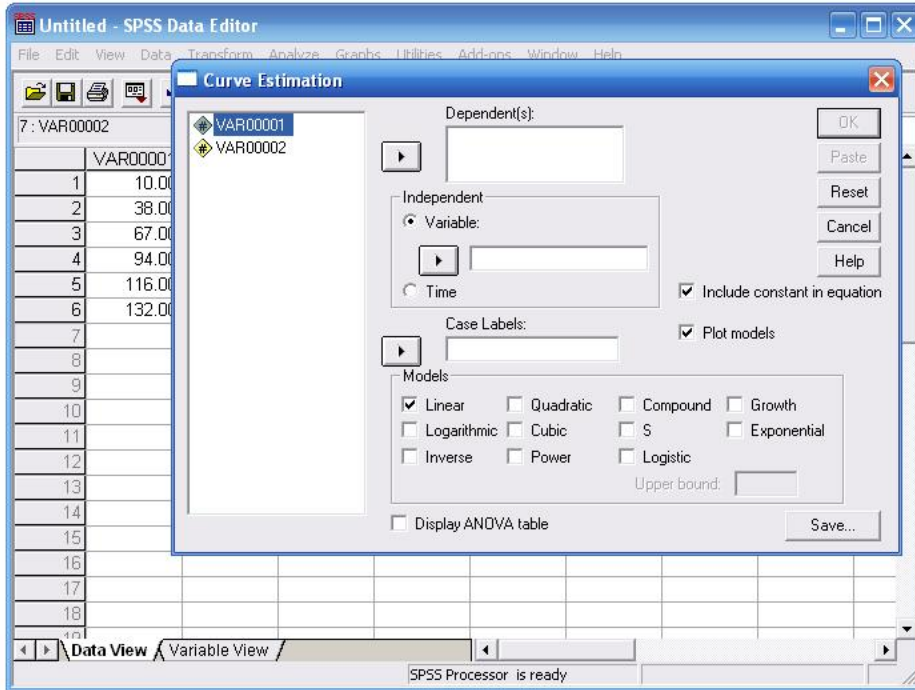 Untitled - SPSS Data Editor
File Edit View Data Transform Analyze Graphs Utilities Add-ons Window Help
Curve Estimation
7 : VAR00002
VAR00001
1 10.00
2 38.00
3 67.00
4 94.00
5 116.00
6 132.00
7
8
9
10
11
12
13
14
15
16
17
18
19
VAR00001
VAR00002
Dependent(s):
Independent
Variable:
Time
Case Labels:
OK
Paste
Reset
Cancel
Help
Include constant in equation
Plot models
Models
Linear Quadratic Compound Growth
Logarithmic Cubic S Exponential
Inverse Power Logistic
Upper bound:
Display ANOVA table
Save...
Data View Variable View
SPSS Processor is ready